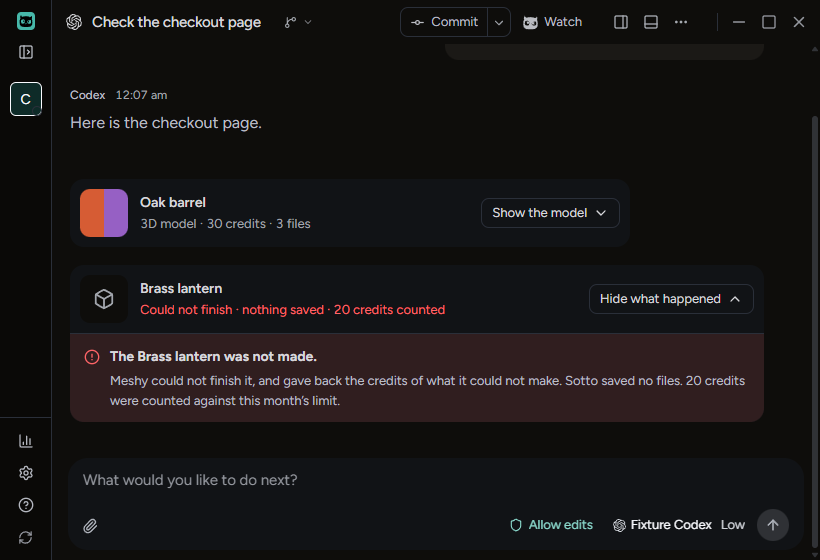 Check the checkout page
Commit
Watch
C
Codex 12:07 am
Here is the checkout page.
Oak barrel
3D model · 30 credits · 3 files
Show the model
Brass lantern
Could not finish · nothing saved · 20 credits counted
Hide what happened
The Brass lantern was not made.
Meshy could not finish it, and gave back the credits of what it could not make. Sotto saved no files. 20 credits
were counted against this month's limit.
What would you like to do next?
Allow edits
Fixture Codex Low